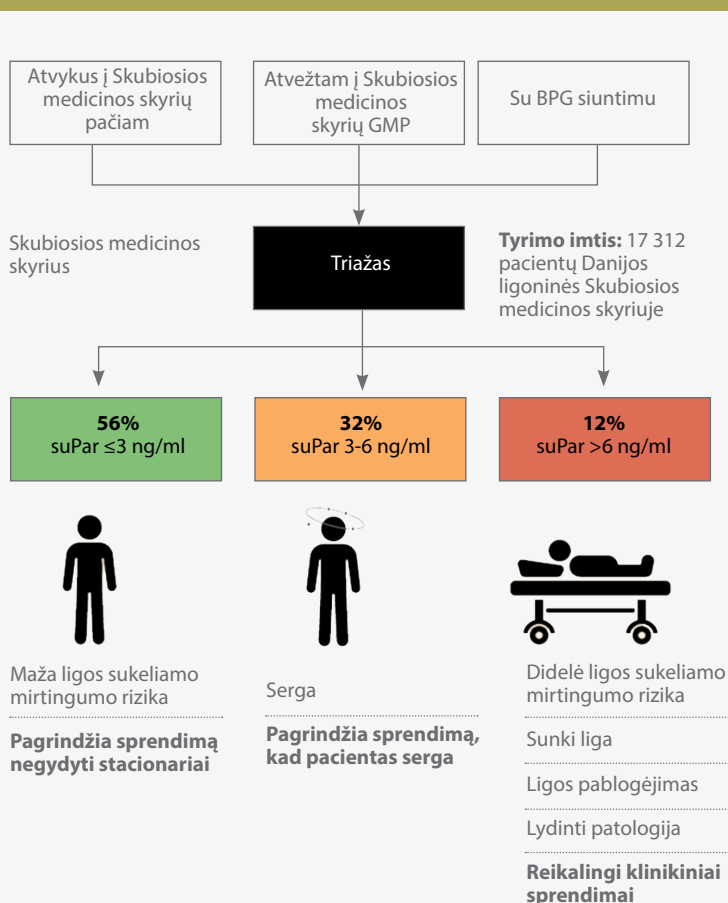 Atvykus į Skubiosios
medicinos skyrių
pačiam
Atvežtam į Skubiosios
medicinos
skyrių GMP
Su BPG siuntimu
Skubiosios medicinos
skyrius
Triažas
Tyrimo imtis: 17 312
pacientų Danijos
ligoninės Skubiosios
medicinos skyriuje
56%
suPar ≤3 ng/ml
32%
suPar 3-6 ng/ml
12%
suPar >6 ng/ml
Maža ligos sukeliamo
mirtingumo rizika
Pagrindžia sprendimą
negydyti stacionariai
Serga
Pagrindžia sprendimą,
kad pacientas serga
Didelė ligos sukeliamo
mirtingumo rizika
Sunki liga
Ligos pablogėjimas
Lydinti patologija
Reikalingi klinikiniai
sprendimai